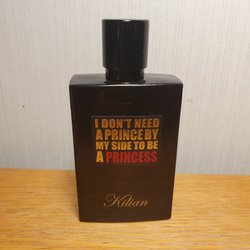 I DON'T NEED
A PRINCE BY
MY SIDE TO BE
A PRINCESS
Kilian